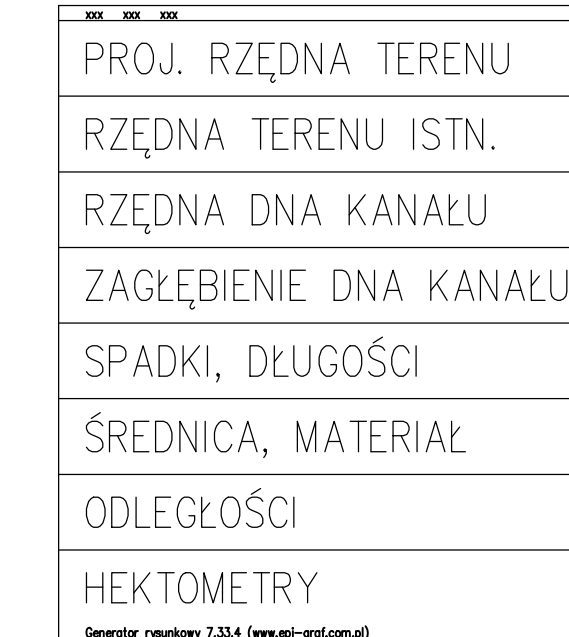 xxx xxx xxx
PROJ. RZĘDNA TERENU
RZĘDNA TERENU ISTN.
RZĘDNA DNA KANAŁU
ZAGŁĘBIENIE DNA KANAŁU
SPADKI, DŁUGOŚCI
ŚREDNICA, MATERIAŁ
ODLEGŁOŚCI
HEKTOMETRY
Generator rysunkowy 7.33.4 (www.epi-graf.com.pl)